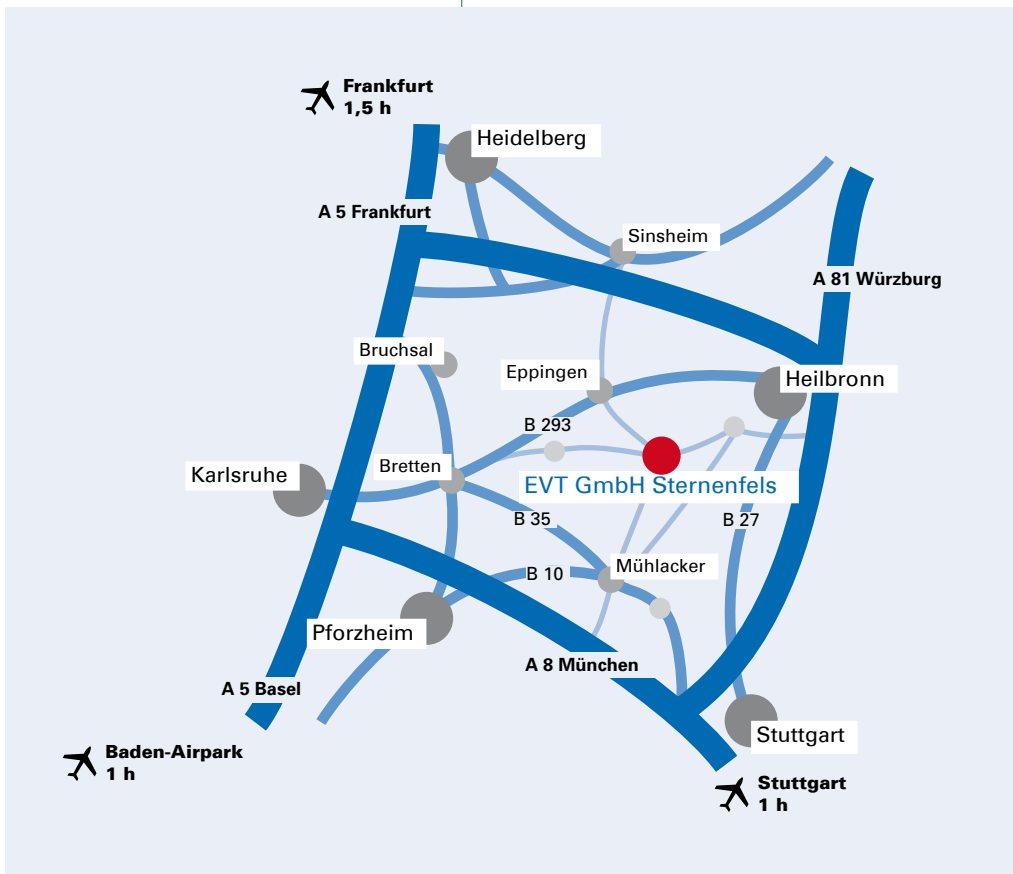 Frankfurt
1,5 h
Heidelberg
A 5 Frankfurt
Sinsheim
A 81 Würzburg
Bruchsal
Eppingen
Heilbronn
B 293
Bretten
Karlsruhe
EVT GmbH Sternenfels
B 35
B 27
Mühlacker
B 10
Pforzheim
A 8 München
A 5 Basel
Stuttgart
Baden-Airpark
1 h
Stuttgart
1 h